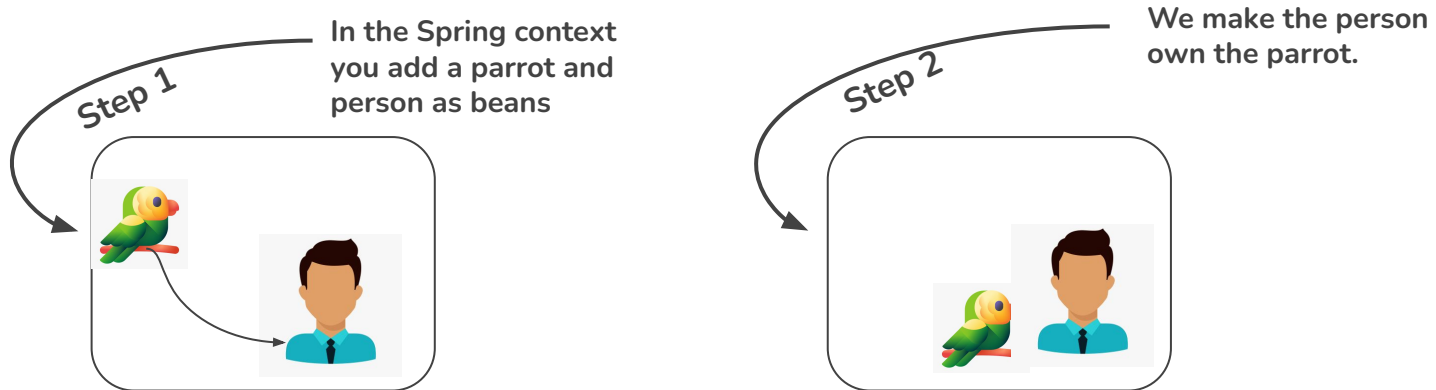 Step 1
In the Spring context
you add a parrot and
person as beans
Step 2
We make the person
own the parrot.